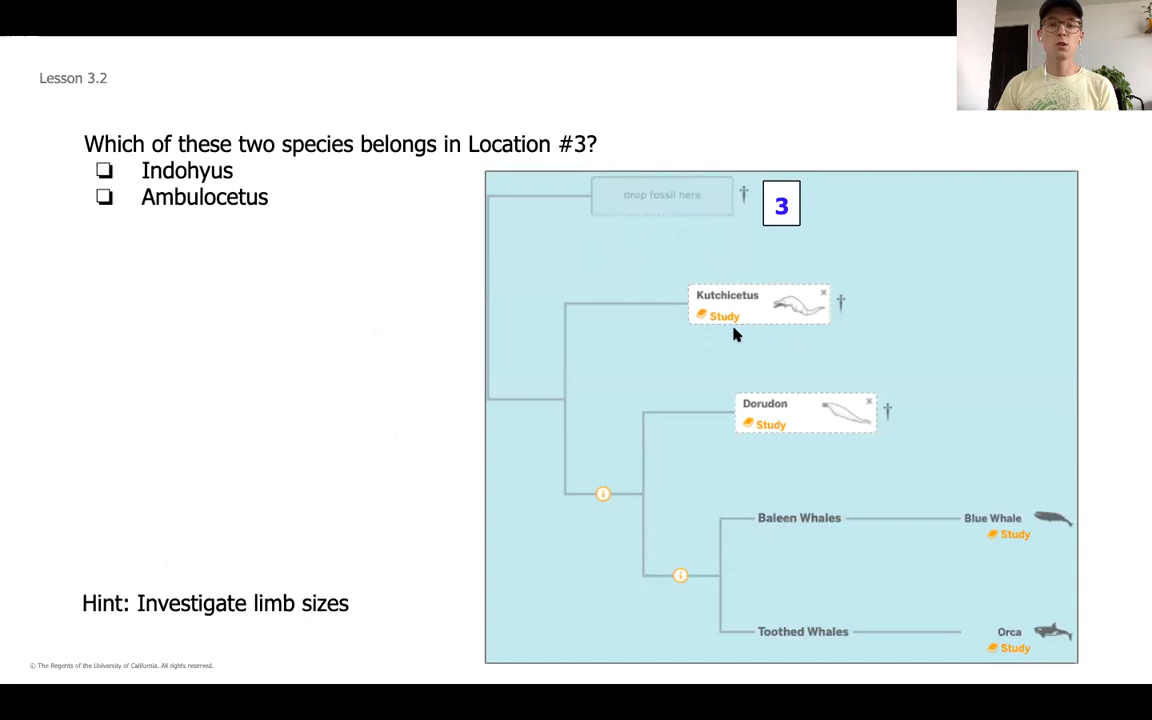 Lesson 3.2
Which of these two species belongs in Location #3?
❏ Indohyus
❏ Ambulocetus
drop fossil here † 3
Kutchicetus ×
Study †
Dorudon ×
Study †
i
Baleen Whales
Blue Whale
Study
i
Toothed Whales
Orca
Study
Hint: Investigate limb sizes
© The Regents of the University of California. All rights reserved.